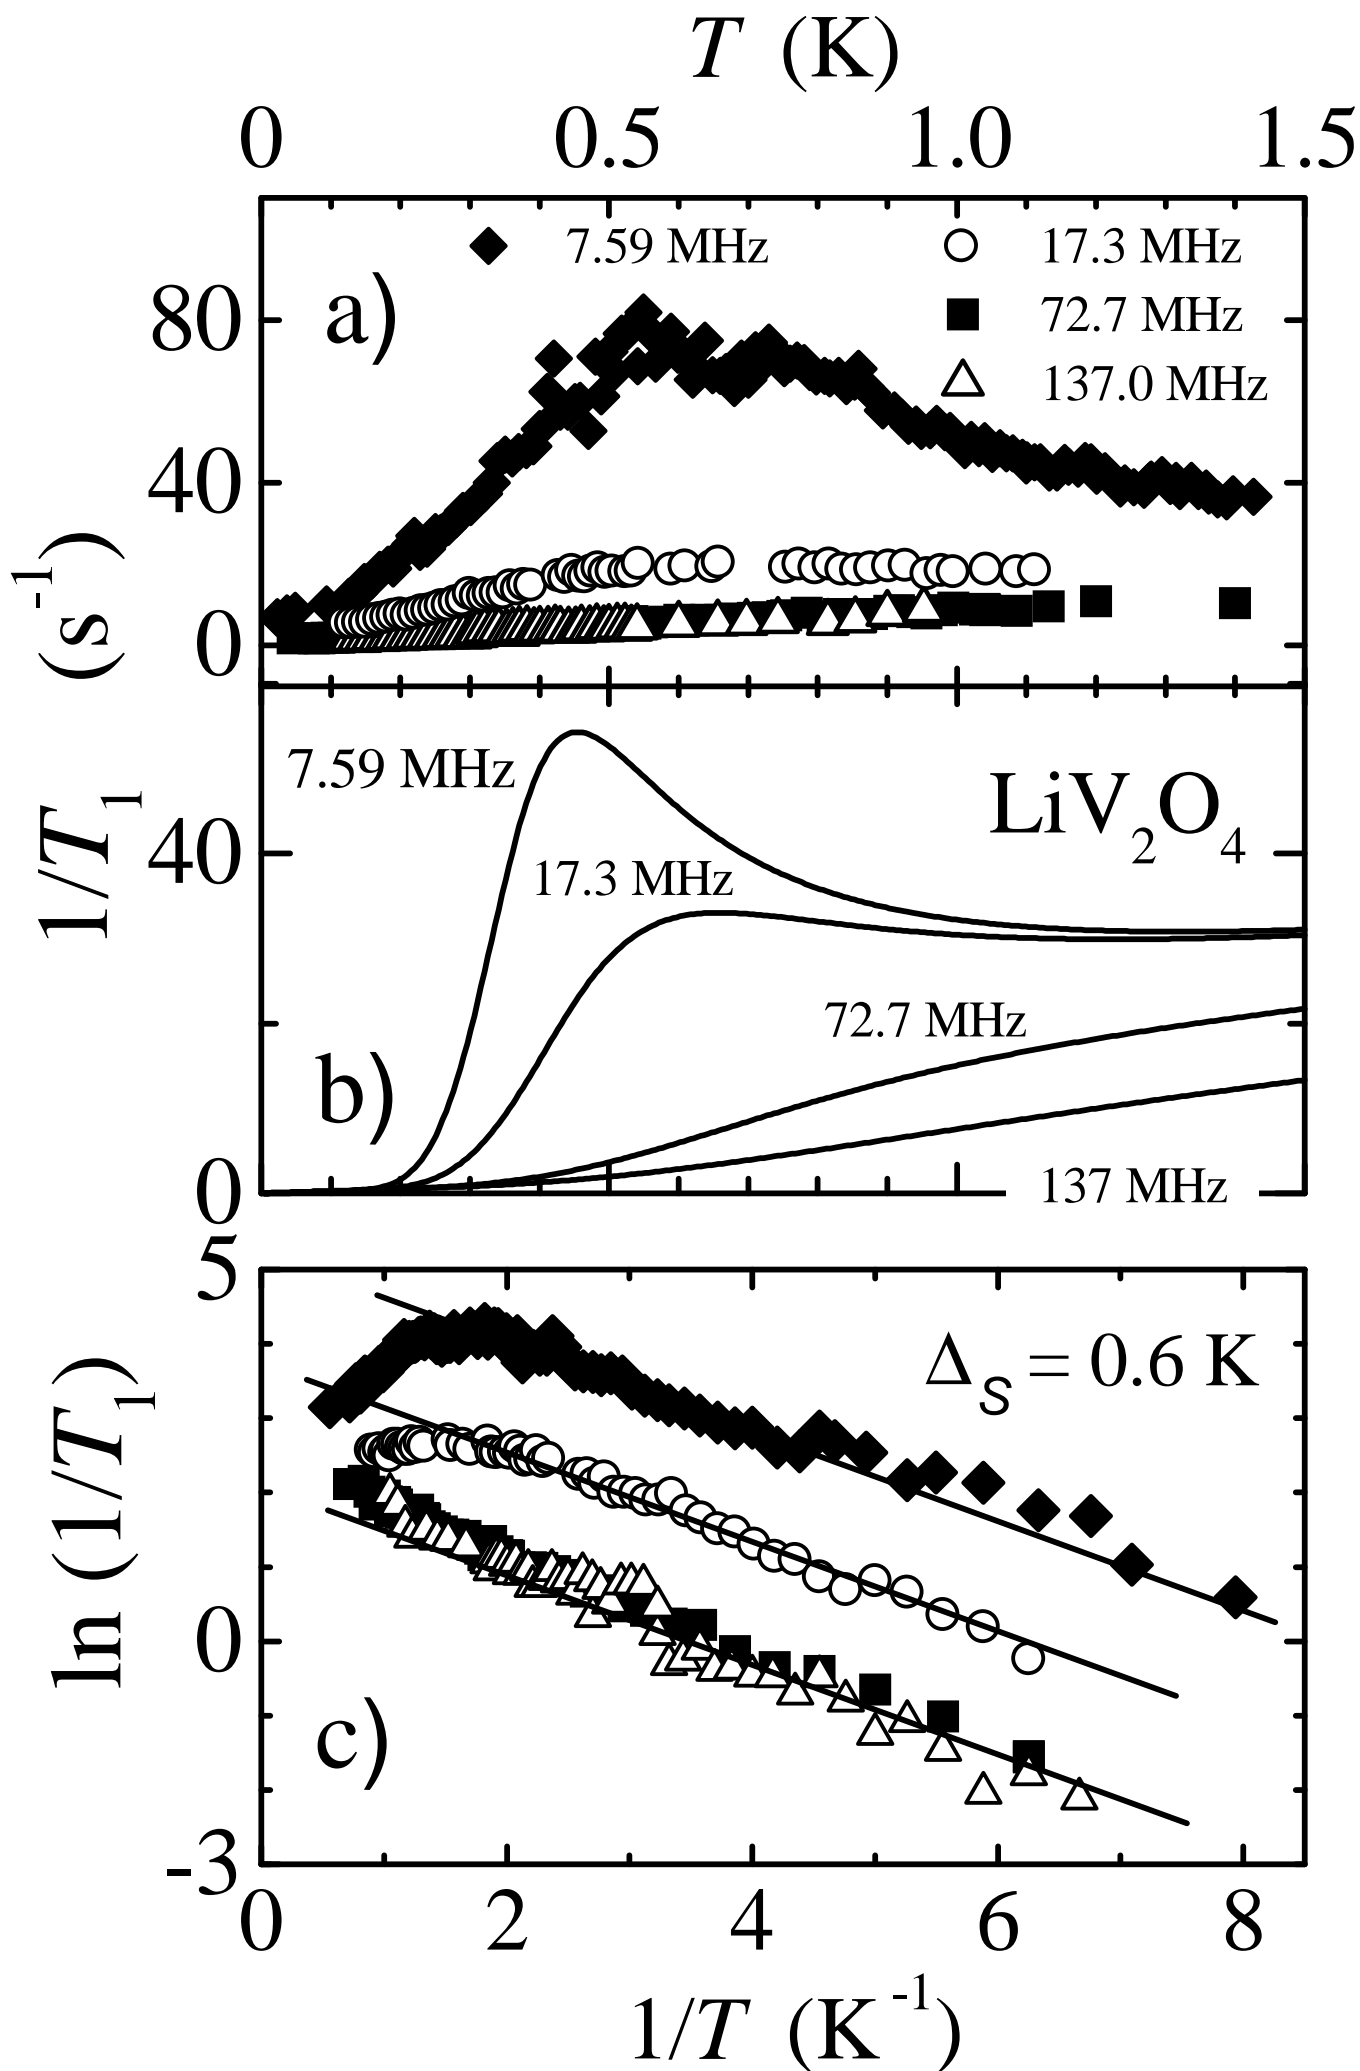 T (K)
0 0.5 1.0 1.5
7.59 MHz 17.3 MHz
a) 72.7 MHz
137.0 MHz
80
40
0
1/T₁ (s⁻¹)
7.59 MHz
LiV₂O₄
40
17.3 MHz
72.7 MHz
b)
0
137 MHz
5
Δ_S = 0.6 K
ln (1/T₁)
0
c)
-3
0 2 4 6 8
1/T (K⁻¹)